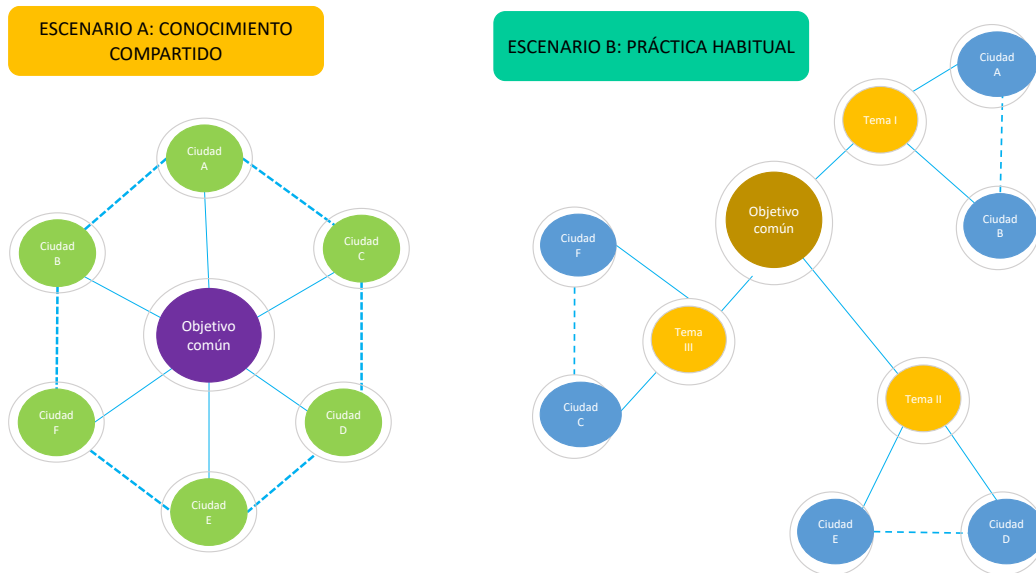 ESCENARIO A: CONOCIMIENTO
COMPARTIDO
Ciudad
A
Ciudad
B
Ciudad
C
Objetivo
común
Ciudad
F
Ciudad
D
Ciudad
E
ESCENARIO B: PRÁCTICA HABITUAL
Ciudad
A
Tema I
Objetivo
común
Ciudad
B
Ciudad
F
Tema
III
Ciudad
C
Tema II
Ciudad
E
Ciudad
D